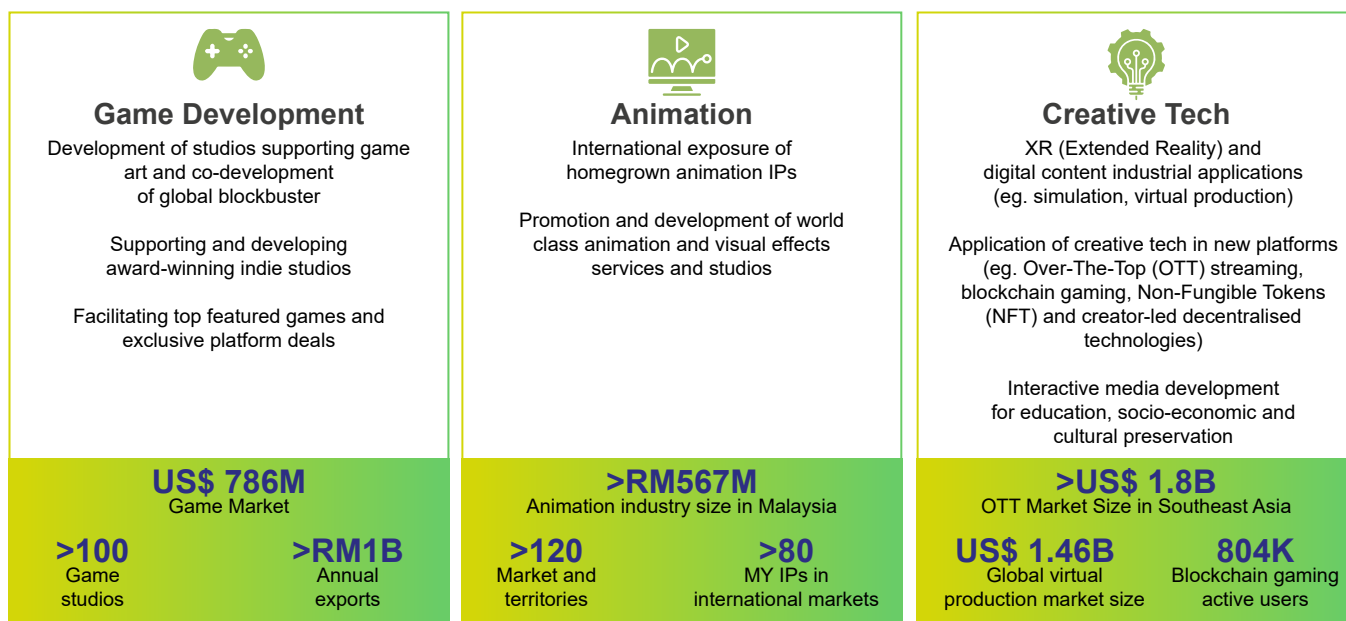 Game Development
Development of studios supporting game
art and co-development
of global blockbuster
Supporting and developing
award-winning indie studios
Facilitating top featured games and
exclusive platform deals
US$ 786M
Game Market
>100
Game
studios
>RM1B
Annual
exports
Animation
International exposure of
homegrown animation IPs
Promotion and development of world
class animation and visual effects
services and studios
>RM567M
Animation industry size in Malaysia
>120
Market and
territories
>80
MY IPs in
international markets
Creative Tech
XR (Extended Reality) and
digital content industrial applications
(eg. simulation, virtual production)
Application of creative tech in new platforms
(eg. Over-The-Top (OTT) streaming,
blockchain gaming, Non-Fungible Tokens
(NFT) and creator-led decentralised
technologies)
Interactive media development
for education, socio-economic and
cultural preservation
>US$ 1.8B
OTT Market Size in Southeast Asia
US$ 1.46B
Global virtual
production market size
804K
Blockchain gaming
active users